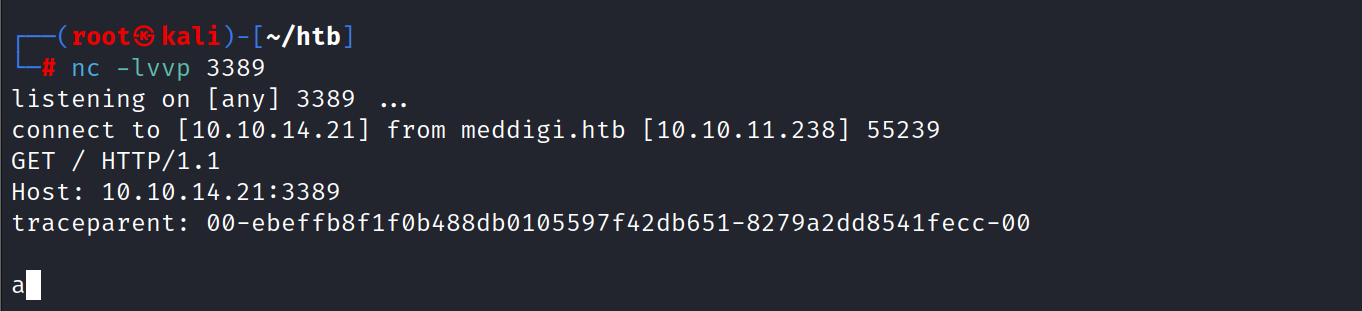 ┌──(root㉿kali)-[~/htb]
└─# nc -lvvp 3389
listening on [any] 3389 ...
connect to [10.10.14.21] from meddigi.htb [10.10.11.238] 55239
GET / HTTP/1.1
Host: 10.10.14.21:3389
traceparent: 00-ebeffb8f1f0b488db0105597f42db651-8279a2dd8541fecc-00
a